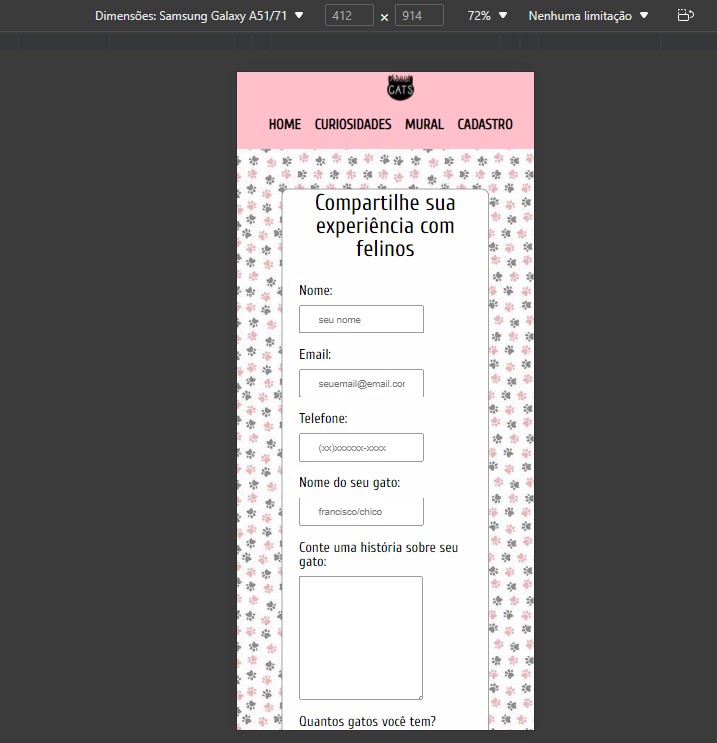 Dimensões: Samsung Galaxy A51/71 412 × 914 72% Nenhuma limitação
CATS
HOME CURIOSIDADES MURAL CADASTRO
Compartilhe sua
experiência com
felinos
Nome:
seu nome
Email:
seuemail@email.cor
Telefone:
(xx)xxxxxx-xxxx
Nome do seu gato:
francisco/chico
Conte uma história sobre seu
gato:
Quantos gatos você tem?